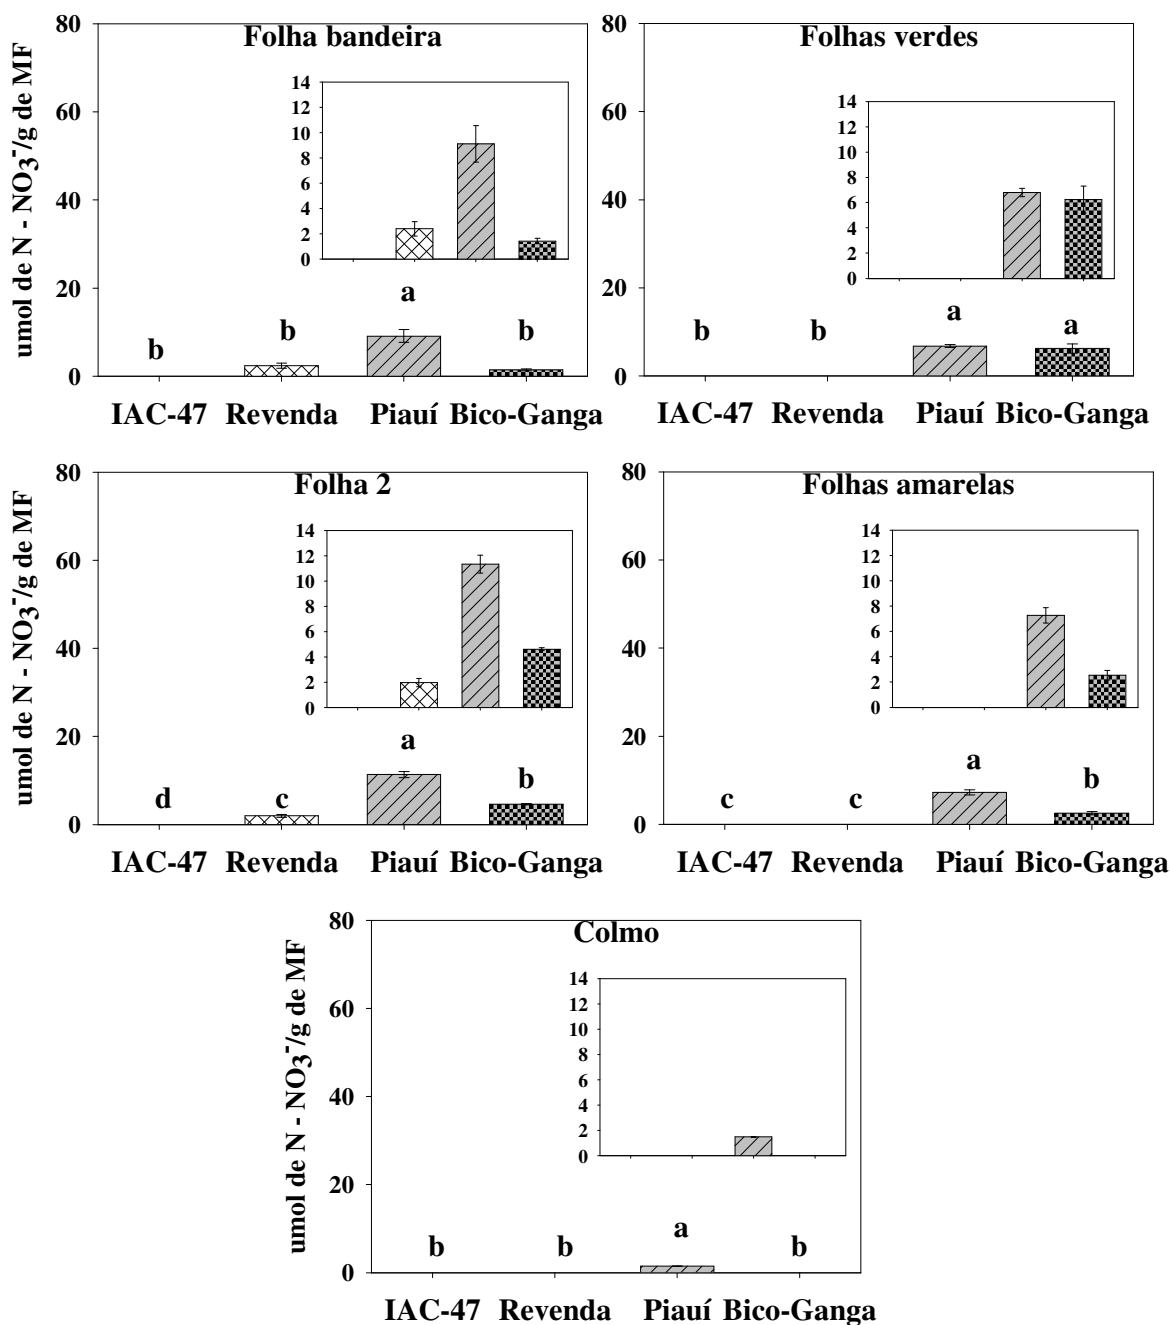 Folha bandeira
umol de N - NO3-/g de MF
80
60
40
20
0
14
12
10
8
6
4
2
0
b
b
a
b
IAC-47 Revenda Piauí Bico-Ganga
Folhas verdes
80
60
40
20
0
14
12
10
8
6
4
2
0
b
b
a
a
IAC-47 Revenda Piauí Bico-Ganga
Folha 2
umol de N - NO3-/g de MF
80
60
40
20
0
14
12
10
8
6
4
2
0
d
c
a
b
IAC-47 Revenda Piauí Bico-Ganga
Folhas amarelas
80
60
40
20
0
14
12
10
8
6
4
2
0
c
c
a
b
IAC-47 Revenda Piauí Bico-Ganga
Colmo
umol de N - NO3-/g de MF
80
60
40
20
0
14
12
10
8
6
4
2
0
b
b
a
b
IAC-47 Revenda Piauí Bico-Ganga